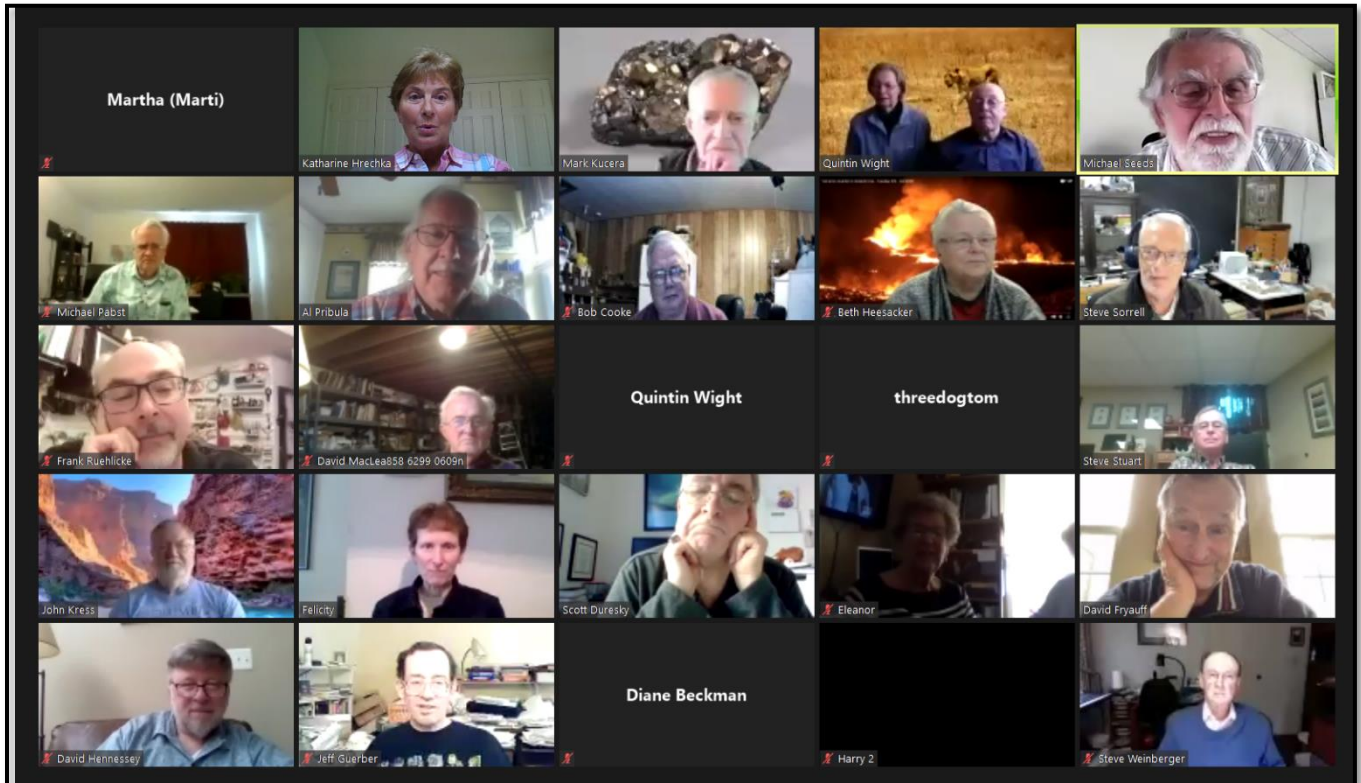 Martha (Marti)
Katharine Hrechka
Mark Kucera
Quintin Wight
Michael Seeds
Michael Pabst
Al Pribula
Bob Cooke
Beth Heesacker
Steve Sorrell
Frank Ruehlicke
David MacLea858 6299 0609n
Quintin Wight
threedogtom
Steve Stuart
John Kress
Felicity
Scott Duresky
Eleanor
David Fryauff
David Hennessey
Jeff Guerber
Diane Beckman
Harry 2
Steve Weinberger